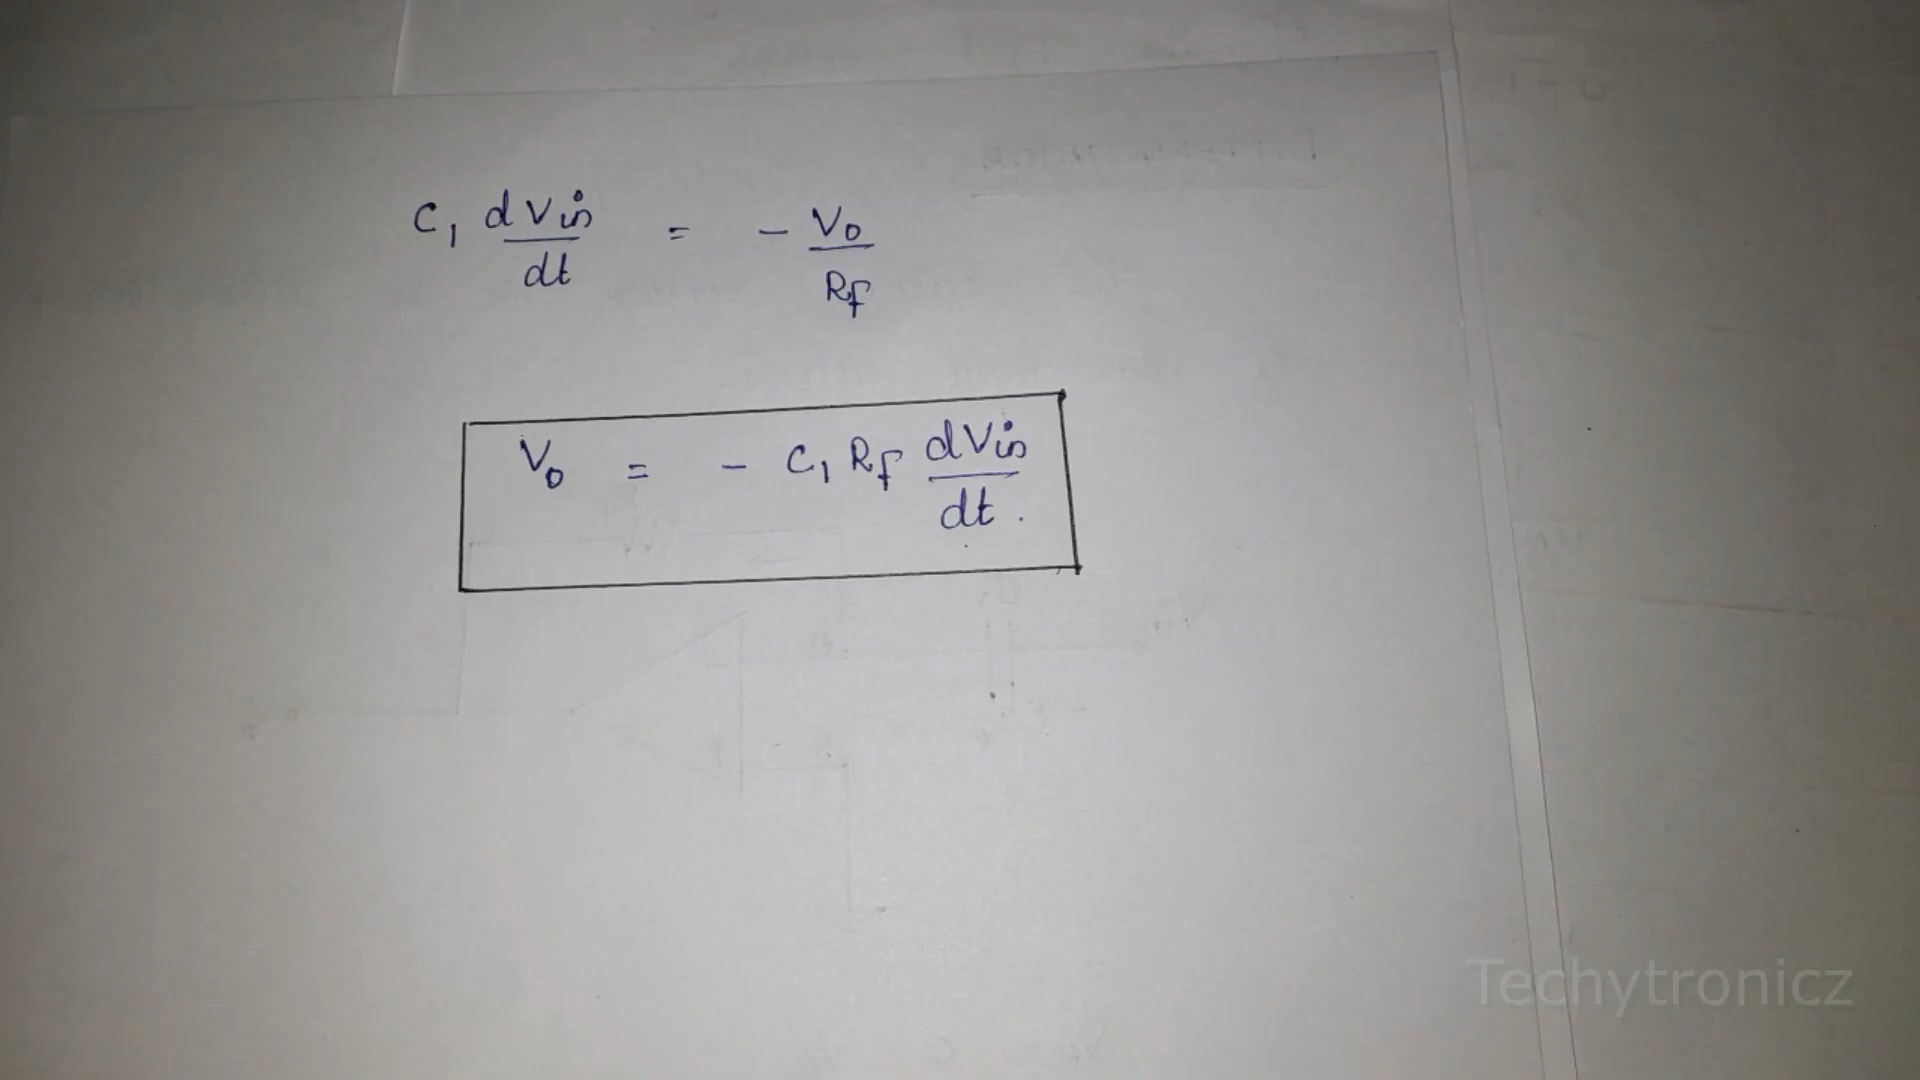 C₁ dVin/dt = - V₀/Rf
V₀ = - C₁ Rf dVin/dt.
Techytronicz